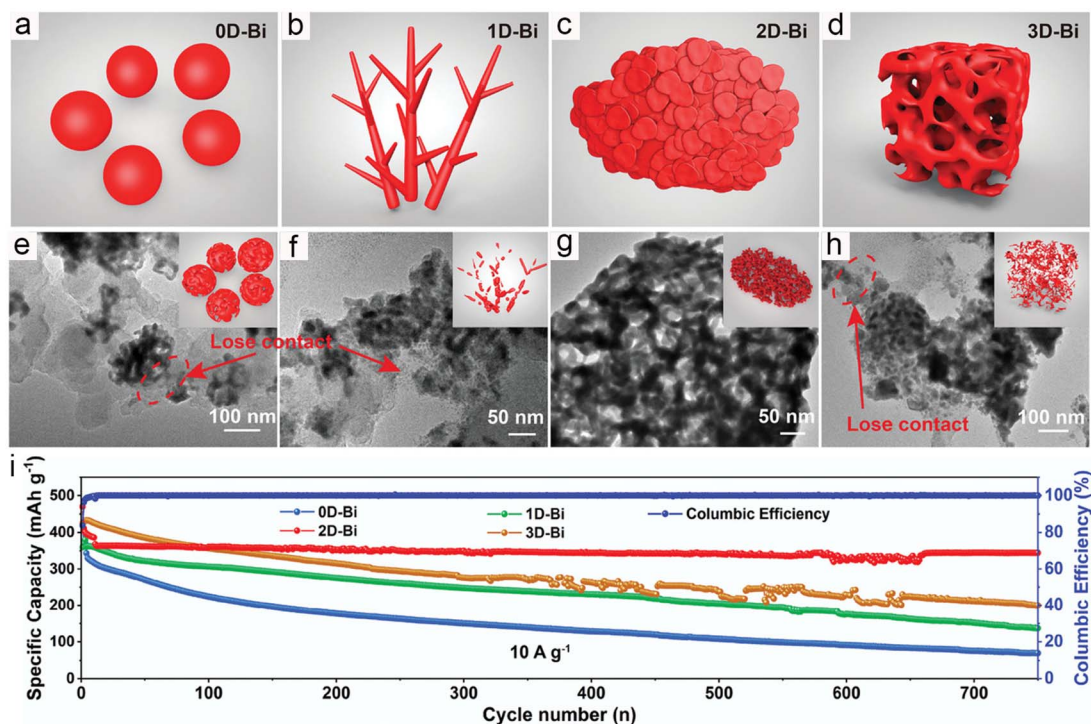 a 0D-Bi
b 1D-Bi
c 2D-Bi
d 3D-Bi
e
f
g
h
Lose contact
Lose contact
100 nm
50 nm
50 nm
100 nm
i
Specific Capacity (mAh g⁻¹)
500
400
300
200
100
0
0D-Bi
1D-Bi
Columbic Efficiency
2D-Bi
3D-Bi
10 A g⁻¹
100
80
60
40
20
0
Columbic Efficiency (%)
0 100 200 300 400 500 600 700
Cycle number (n)